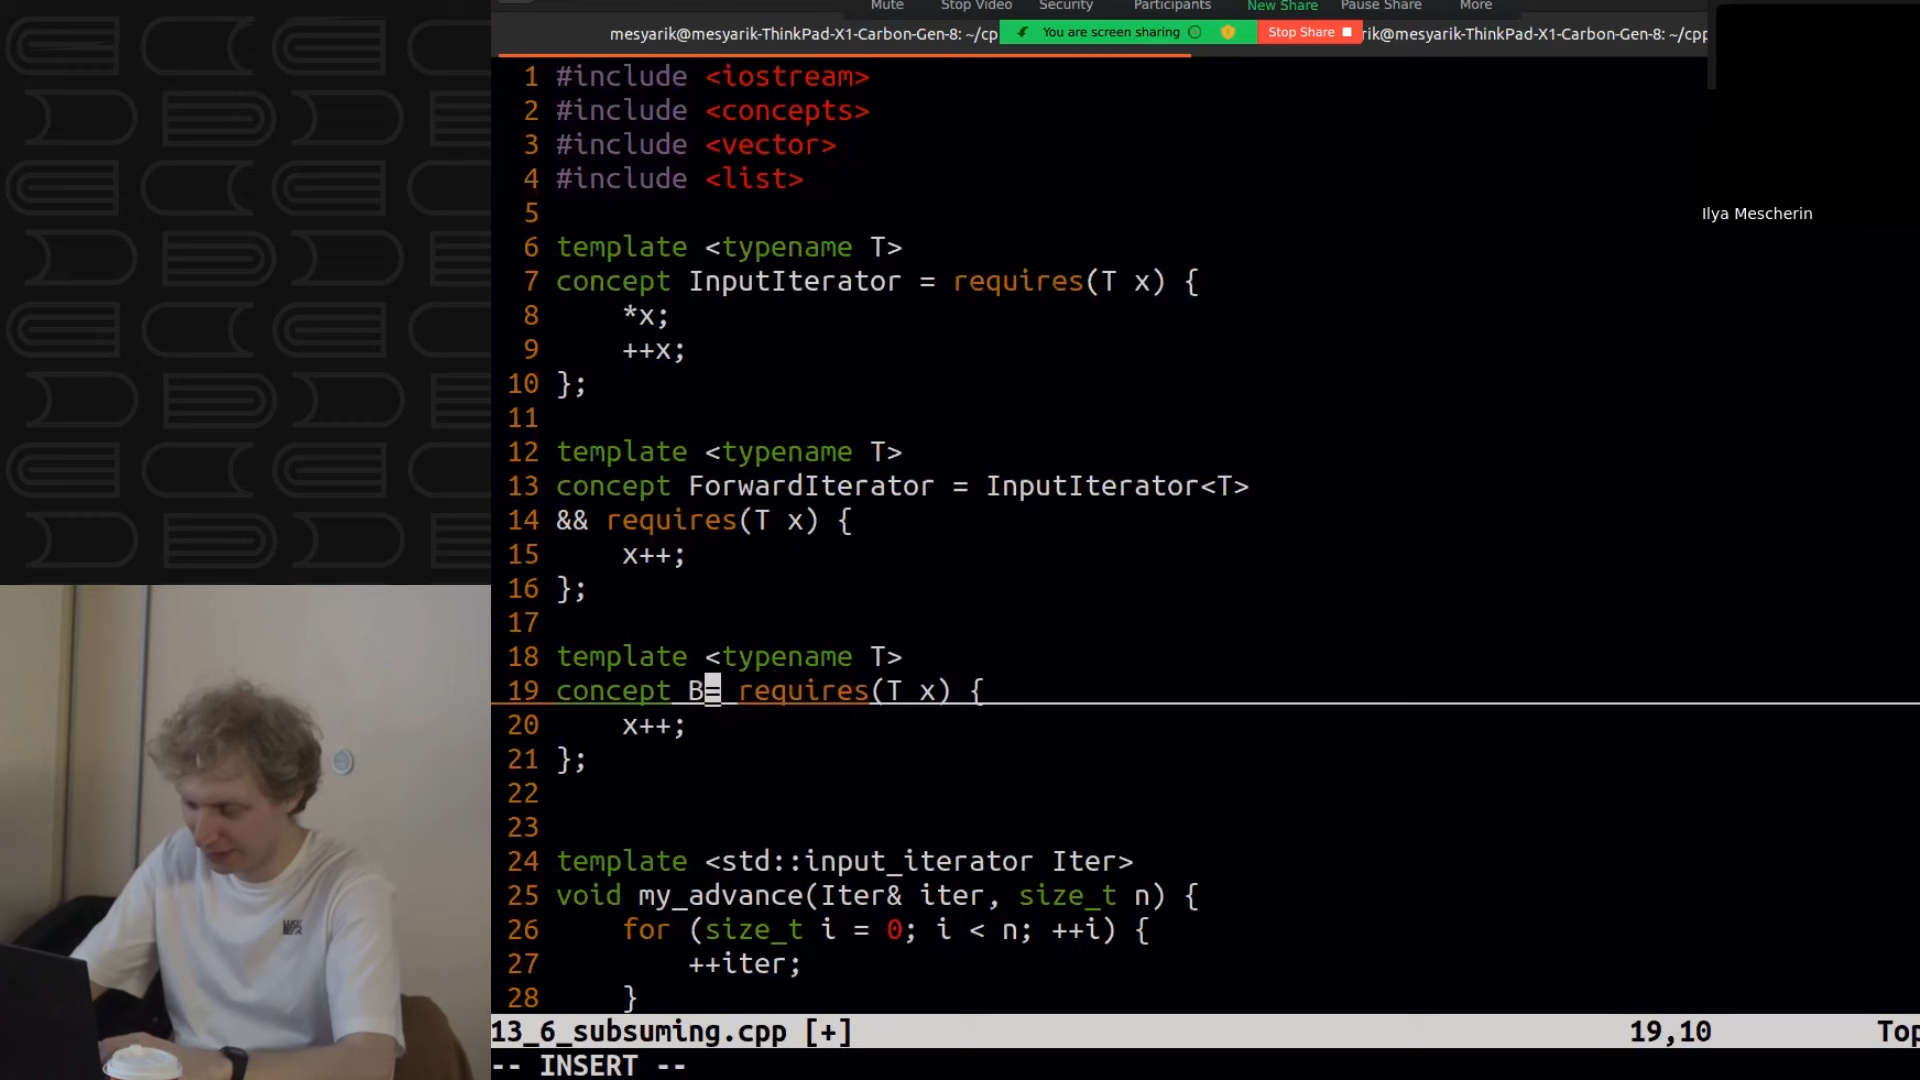 Mute Stop Video Security Participants New Share Pause Share More
mesyarik@mesyarik-ThinkPad-X1-Carbon-Gen-8: ~/cp You are screen sharing Stop Share rik@mesyarik-ThinkPad-X1-Carbon-Gen-8: ~/cpp
Ilya Mescherin
1 #include <iostream>
2 #include <concepts>
3 #include <vector>
4 #include <list>
5
6 template <typename T>
7 concept InputIterator = requires(T x) {
8     *x;
9     ++x;
10 };
11
12 template <typename T>
13 concept ForwardIterator = InputIterator<T>
14 && requires(T x) {
15     x++;
16 };
17
18 template <typename T>
19 concept B= requires(T x) {
20     x++;
21 };
22
23
24 template <std::input_iterator Iter>
25 void my_advance(Iter& iter, size_t n) {
26     for (size_t i = 0; i < n; ++i) {
27         ++iter;
28     }
13_6_subsuming.cpp [+] 19,10 Top
-- INSERT --